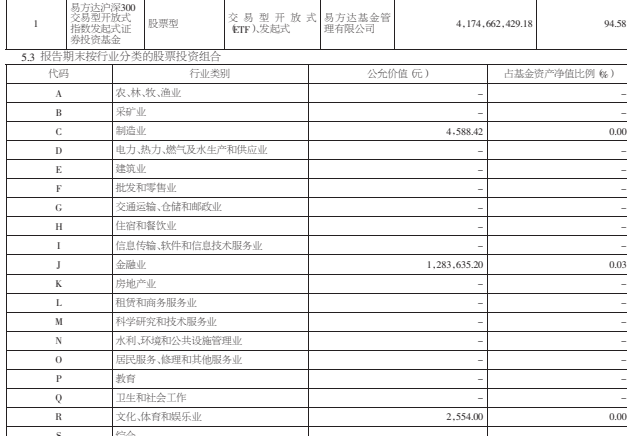 1 易方达沪深300交易型开放式指数发起式证券投资基金 股票型 交易型开放式(ETF)、发起式 易方达基金管理有限公司 4,174,662,429.18 94.58
5.3 报告期末按行业分类的股票投资组合
代码 行业类别 公允价值(元) 占基金资产净值比例(%)
A 农、林、牧、渔业 – –
B 采矿业 – –
C 制造业 4,588.42 0.00
D 电力、热力、燃气及水生产和供应业 – –
E 建筑业 – –
F 批发和零售业 – –
G 交通运输、仓储和邮政业 – –
H 住宿和餐饮业 – –
I 信息传输、软件和信息技术服务业 – –
J 金融业 1,283,635.20 0.03
K 房地产业 – –
L 租赁和商务服务业 – –
M 科学研究和技术服务业 – –
N 水利、环境和公共设施管理业 – –
O 居民服务、修理和其他服务业 – –
P 教育 – –
Q 卫生和社会工作 – –
R 文化、体育和娱乐业 2,554.00 0.00
S 综合